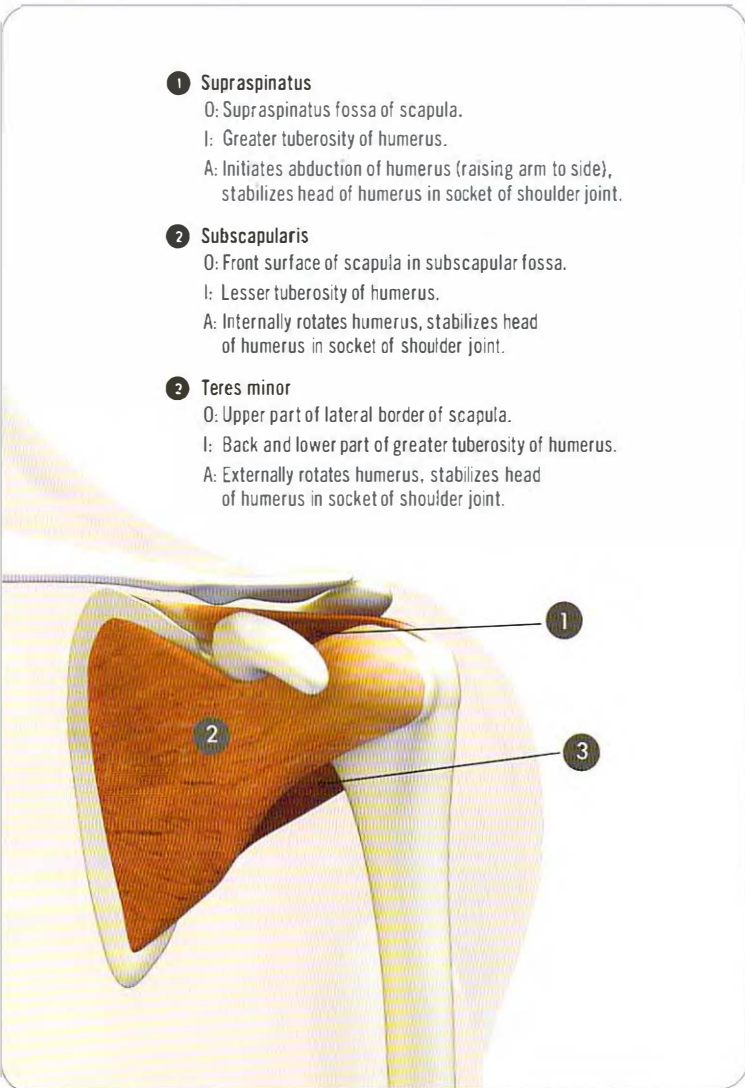 1 Supraspinatus
O: Supraspinatus fossa of scapula.
I: Greater tuberosity of humerus.
A: Initiates abduction of humerus (raising arm to side),
stabilizes head of humerus in socket of shoulder joint.
2 Subscapularis
O: Front surface of scapula in subscapular fossa.
I: Lesser tuberosity of humerus.
A: Internally rotates humerus, stabilizes head
of humerus in socket of shoulder joint.
2 Teres minor
O: Upper part of lateral border of scapula.
I: Back and lower part of greater tuberosity of humerus.
A: Externally rotates humerus, stabilizes head
of humerus in socket of shoulder joint.
1
2
3